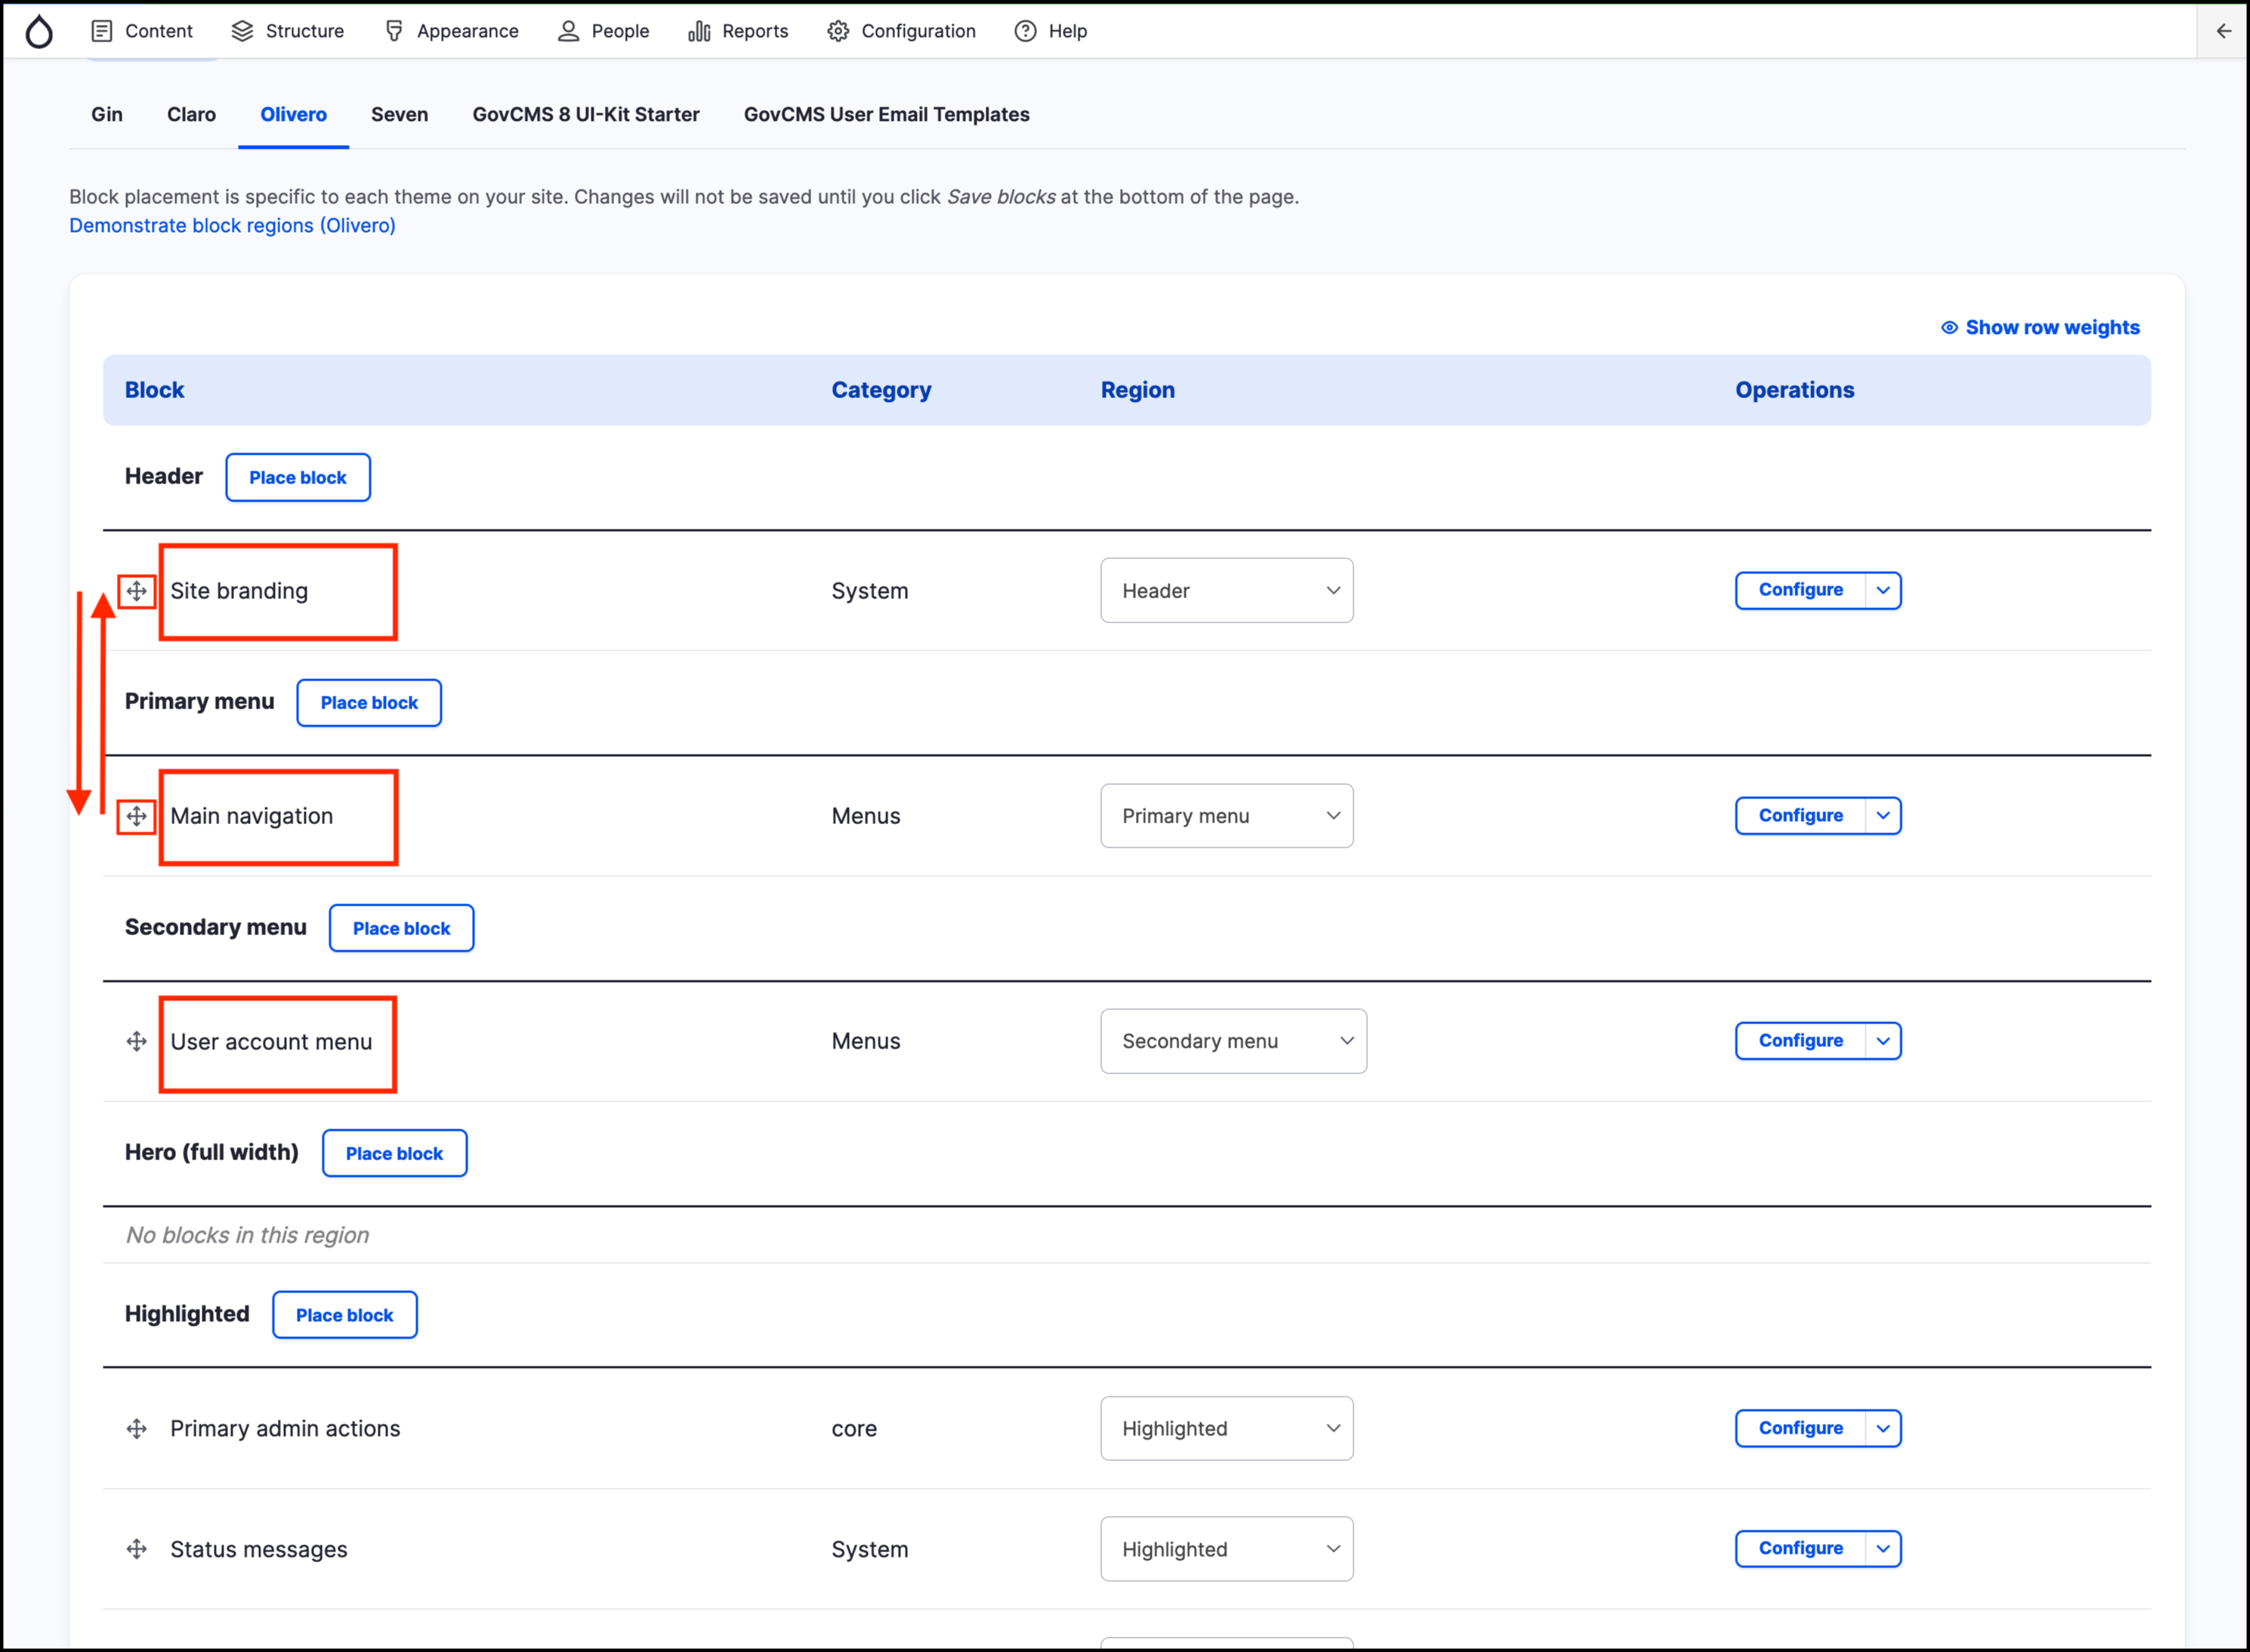 Content Structure Appearance People Reports Configuration Help
Gin Claro Olivero Seven GovCMS 8 UI-Kit Starter GovCMS User Email Templates
Block placement is specific to each theme on your site. Changes will not be saved until you click Save blocks at the bottom of the page.
Demonstrate block regions (Olivero)
Show row weights
Block Category Region Operations
Header Place block
Site branding System Header Configure
Primary menu Place block
Main navigation Menus Primary menu Configure
Secondary menu Place block
User account menu Menus Secondary menu Configure
Hero (full width) Place block
No blocks in this region
Highlighted Place block
Primary admin actions core Highlighted Configure
Status messages System Highlighted Configure